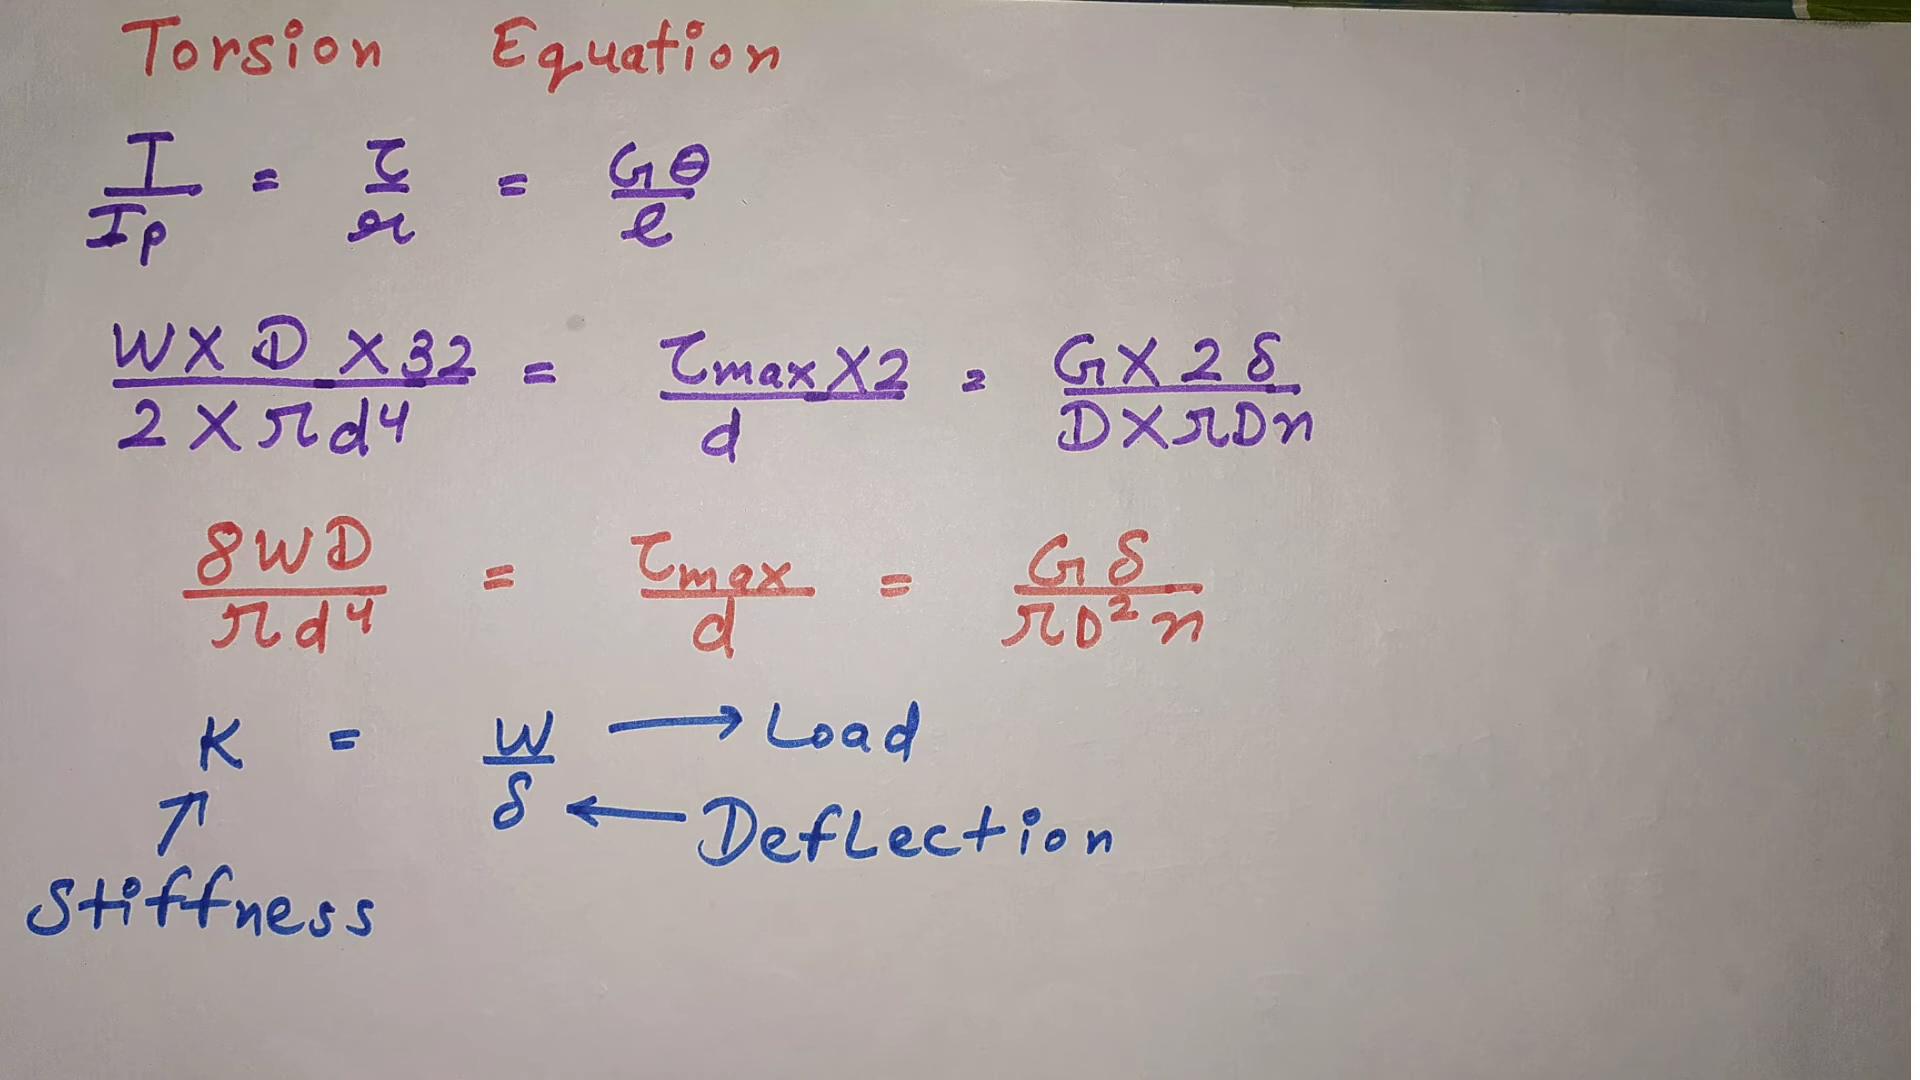 Torsion Equation
T/Ip = τ/r = Gθ/l
W×D×32/2×πd⁴ = τmax×2/d = G×2δ/D×πDn
8WD/πd⁴ = τmax/d = Gδ/πD²n
K = W/δ → Load
↑ ← Deflection
Stiffness